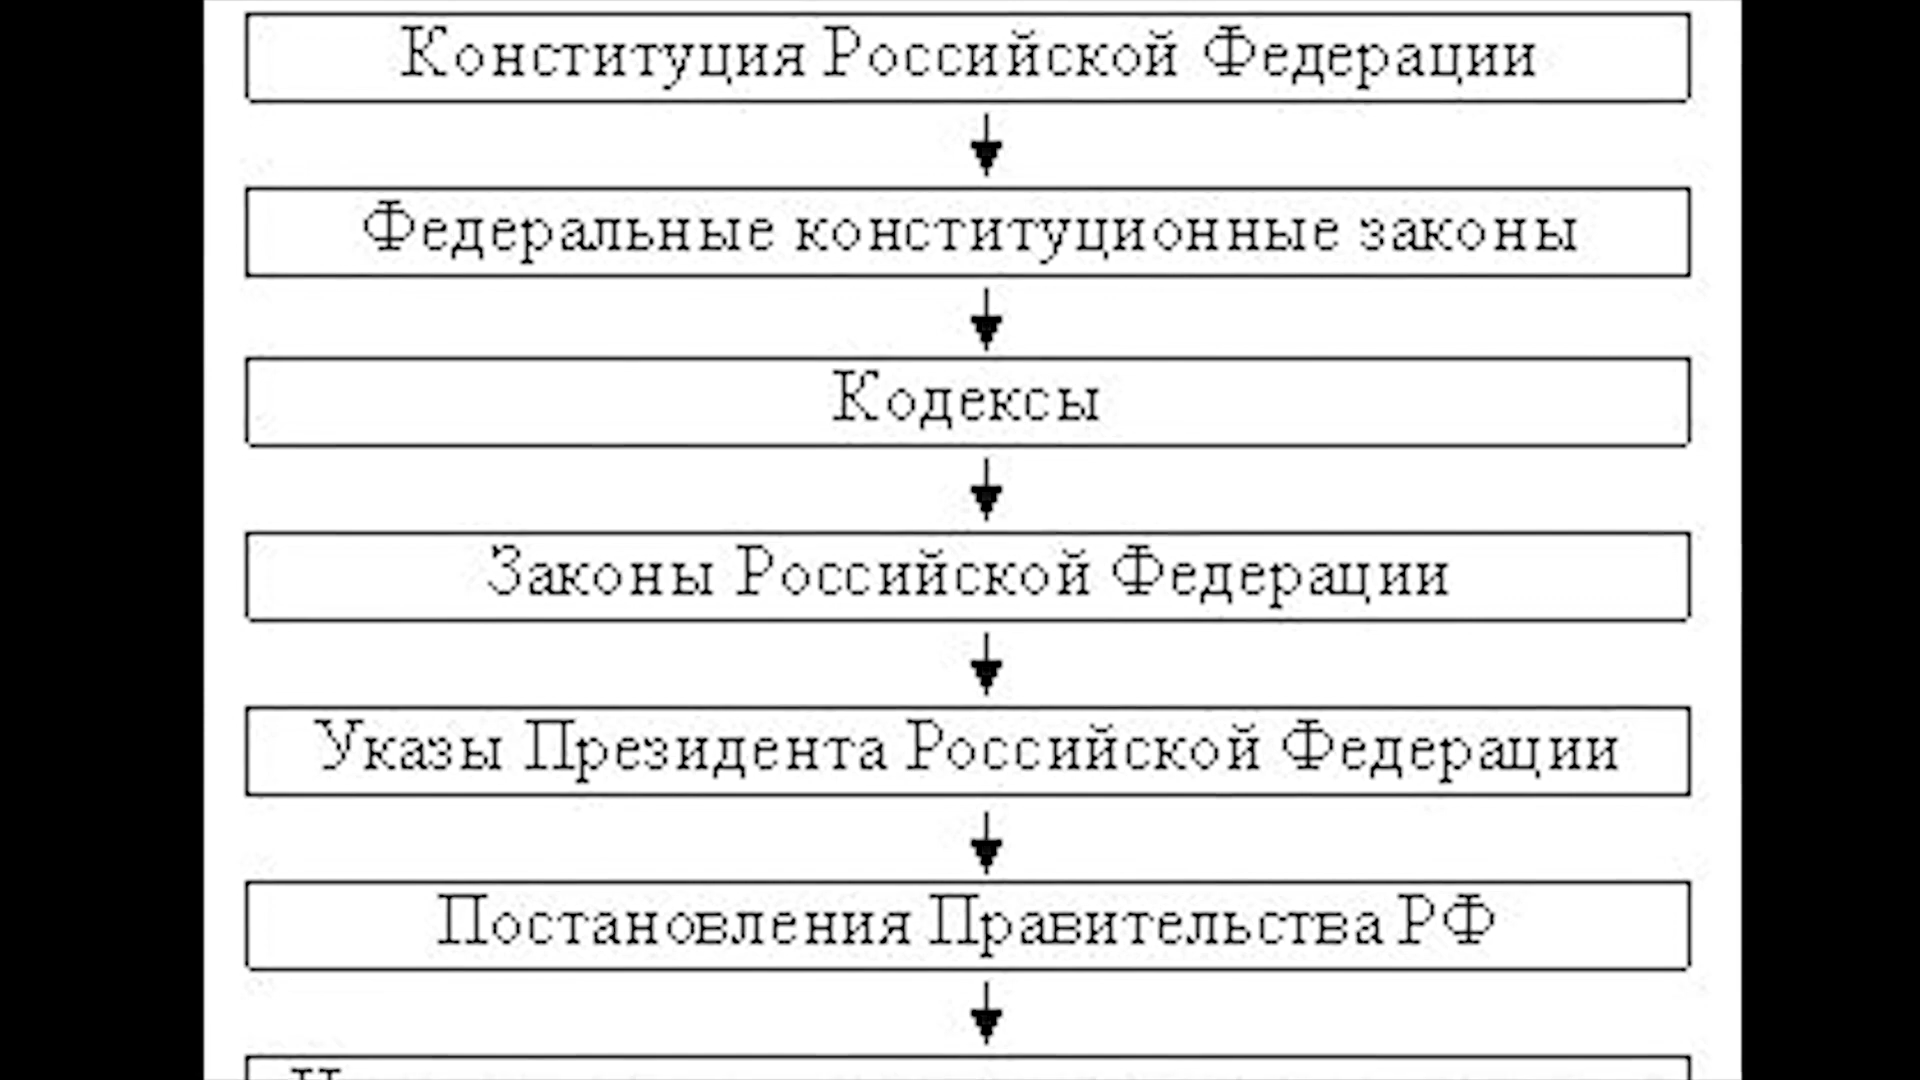 Конституция Российской Федерации
Федеральные конституционные законы
Кодексы
Законы Российской Федерации
Указы Президента Российской Федерации
Постановления Правительства РФ